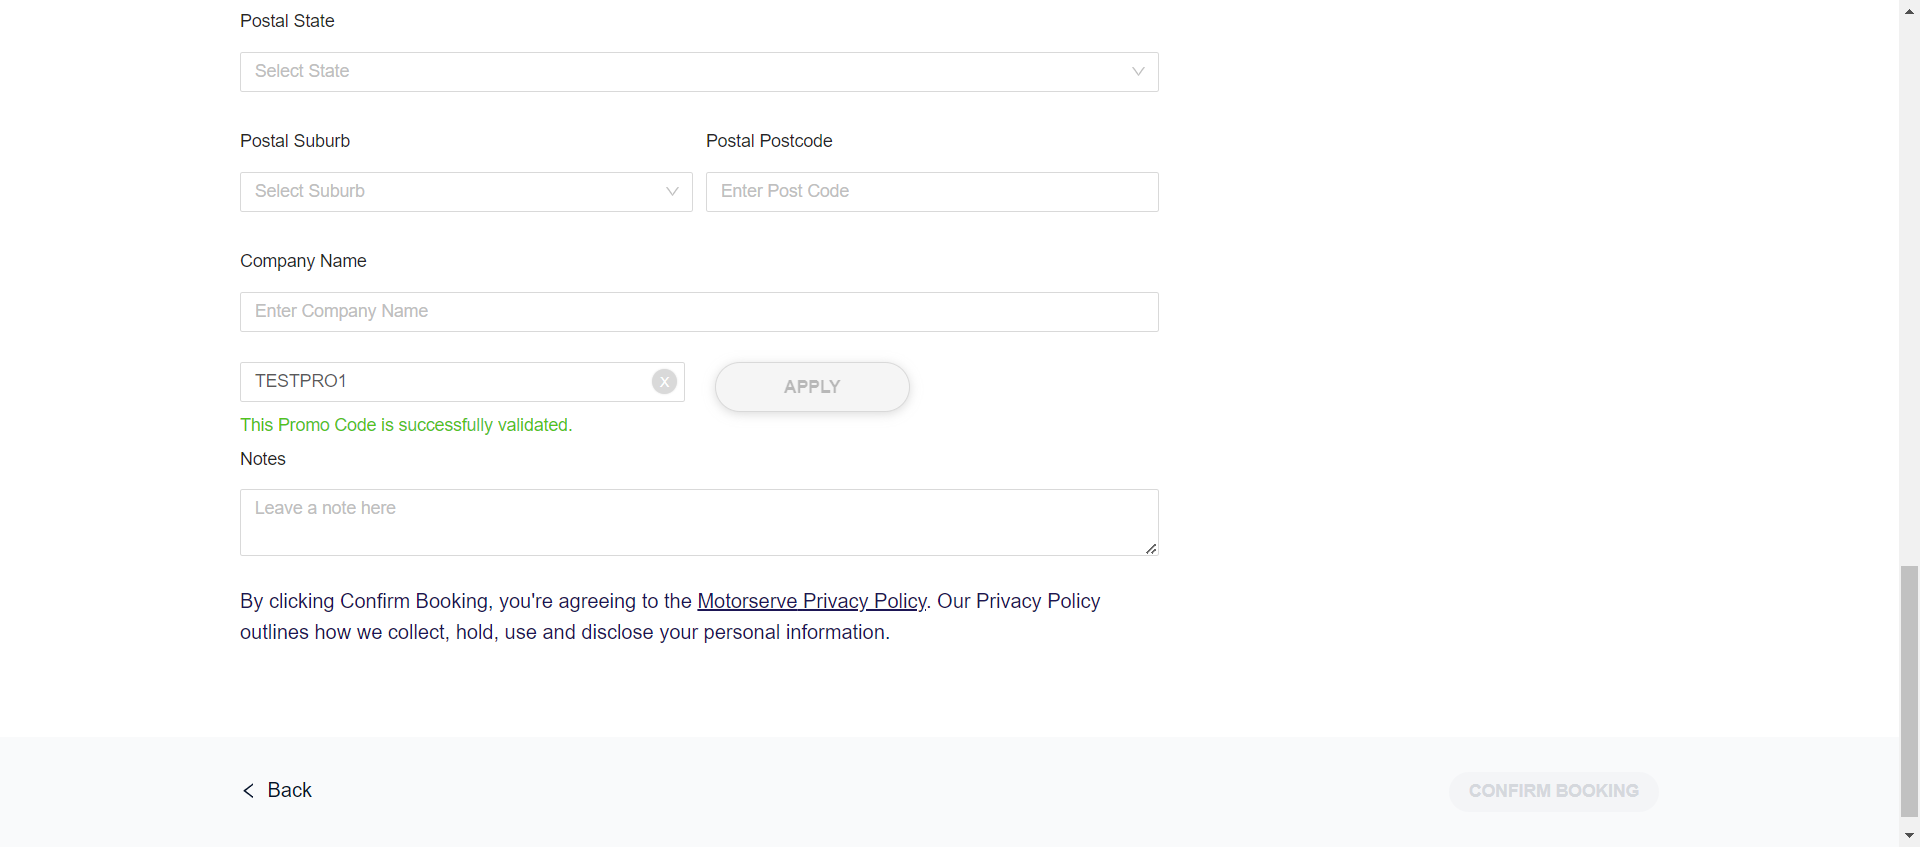 Postal State
Select State
Postal Suburb
Postal Postcode
Select Suburb
Enter Post Code
Company Name
Enter Company Name
TESTPRO1
X
APPLY
This Promo Code is successfully validated.
Notes
Leave a note here
By clicking Confirm Booking, you're agreeing to the Motorserve Privacy Policy. Our Privacy Policy
outlines how we collect, hold, use and disclose your personal information.
Back
CONFIRM BOOKING